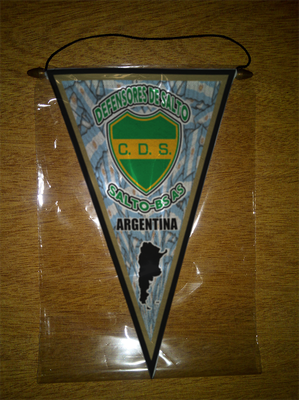 DEFENSORES DE SALTO
C. D. S.
SALTO-BS AS
ARGENTINA